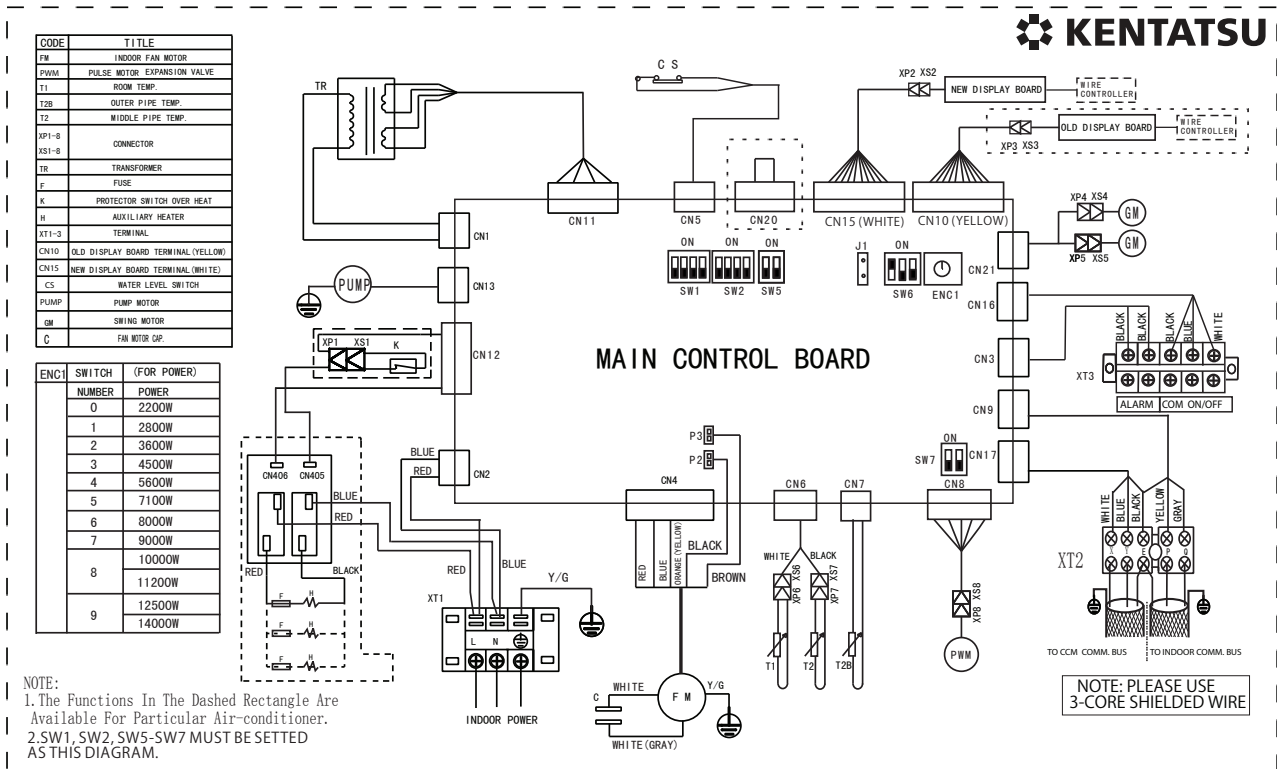 KENTATSU
CODE TITLE
FM INDOOR FAN MOTOR
PWM PULSE MOTOR EXPANSION VALVE
T1 ROOM TEMP.
T2B OUTER PIPE TEMP.
T2 MIDDLE PIPE TEMP.
XP1-8
XS1-8 CONNECTOR
TR TRANSFORMER
F FUSE
K PROTECTOR SWITCH OVER HEAT
H AUXILIARY HEATER
XT1-3 TERMINAL
CN10 OLD DISPLAY BOARD TERMINAL(YELLOW)
CN15 NEW DISPLAY BOARD TERMINAL(WHITE)
CS WATER LEVEL SWITCH
PUMP PUMP MOTOR
GM SWING MOTOR
C FAN MOTOR CAP.
ENC1 SWITCH (FOR POWER)
NUMBER POWER
0 2200W
1 2800W
2 3600W
3 4500W
4 5600W
5 7100W
6 8000W
7 9000W
8 10000W
11200W
9 12500W
14000W
NOTE:
1.The Functions In The Dashed Rectangle Are
Available For Particular Air-conditioner.
2.SW1, SW2, SW5-SW7 MUST BE SETTED
AS THIS DIAGRAM.
TR
C S
XP2 XS2
NEW DISPLAY BOARD
WIRE
CONTROLLER
OLD DISPLAY BOARD
WIRE
CONTROLLER
XP3 XS3
CN11
CN5
CN20
CN15 (WHITE)
CN10 (YELLOW)
XP4 XS4
GM
XP5 XS5
GM
CN1
CN13
PUMP
CN12
XP1 XS1
K
CN2
ON
ON
ON
SW1
SW2
SW5
J1
ON
SW6
ENC1
CN21
CN16
CN3
CN9
CN17
MAIN CONTROL BOARD
BLACK
BLACK
BLACK
BLUE
WHITE
XT3
ALARM
COM ON/OFF
CN406
CN405
BLUE
RED
RED
BLACK
F
H
F
H
F
H
BLUE
RED
RED
BLUE
XT1
Y/G
L
N
INDOOR POWER
P3
P2
CN4
RED
BLUE
ORANGE(YELLOW)
BLACK
BROWN
C
WHITE
F M
Y/G
WHITE(GRAY)
CN6
CN7
WHITE
BLACK
XP6 XS6
XP7 XS7
T1
T2
T2B
ON
SW7
CN8
XP8 XS8
PWM
WHITE
BLUE
BLACK
YELLOW
GRAY
XT2
X
Y
E
P
Q
TO CCM COMM. BUS
TO INDOOR COMM. BUS
NOTE: PLEASE USE
3-CORE SHIELDED WIRE